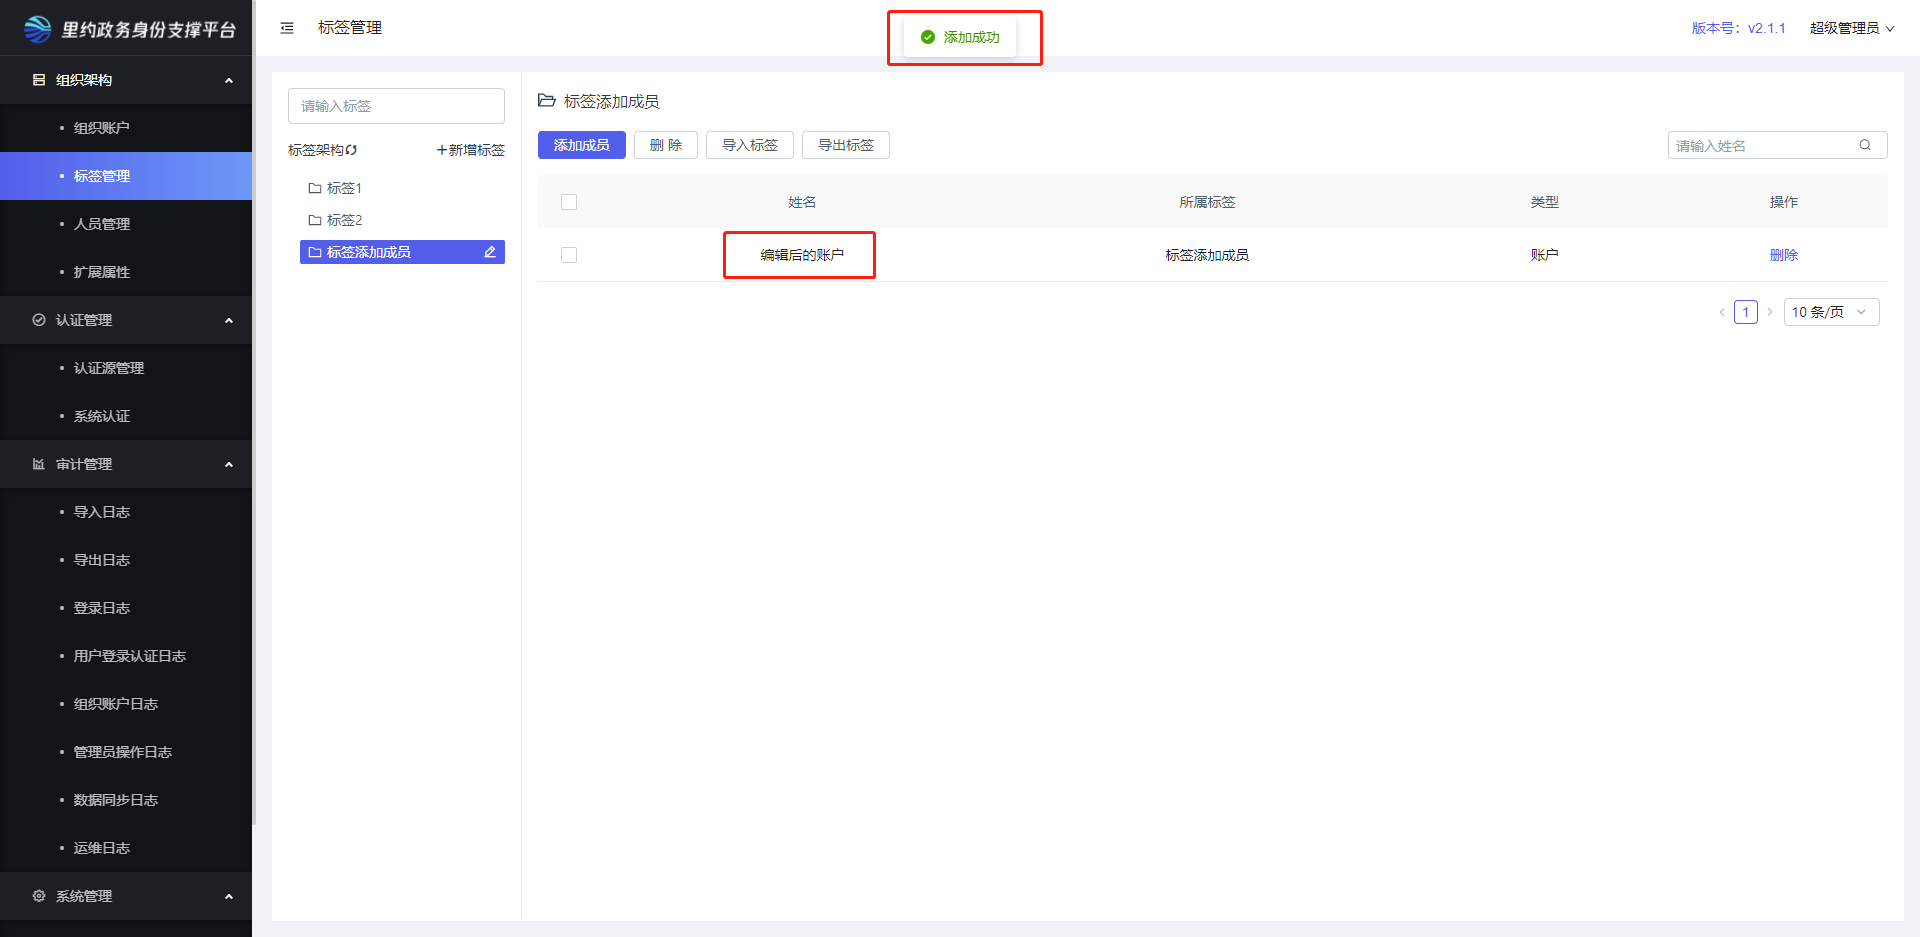 里约政务身份支撑平台
标签管理
添加成功
版本号：v2.1.1
超级管理员
组织架构
组织账户
标签管理
人员管理
扩展属性
认证管理
认证源管理
系统认证
审计管理
导入日志
导出日志
登录日志
用户登录认证日志
组织账户日志
管理员操作日志
数据同步日志
运维日志
系统管理
请输入标签
标签架构
+新增标签
标签1
标签2
标签添加成员
标签添加成员
添加成员
删 除
导入标签
导出标签
请输入姓名
姓名
所属标签
类型
操作
编辑后的账户
标签添加成员
账户
删除
1
10 条/页